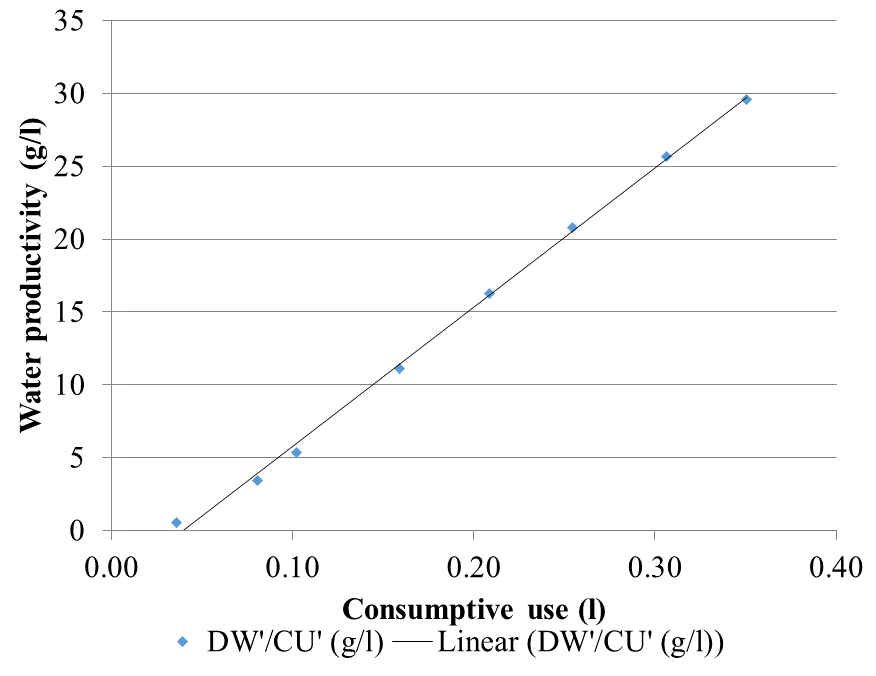 35
30
25
20
15
10
5
0
Water productivity (g/l)
0.00 0.10 0.20 0.30 0.40
Consumptive use (l)
DW'/CU' (g/l) Linear (DW'/CU' (g/l))